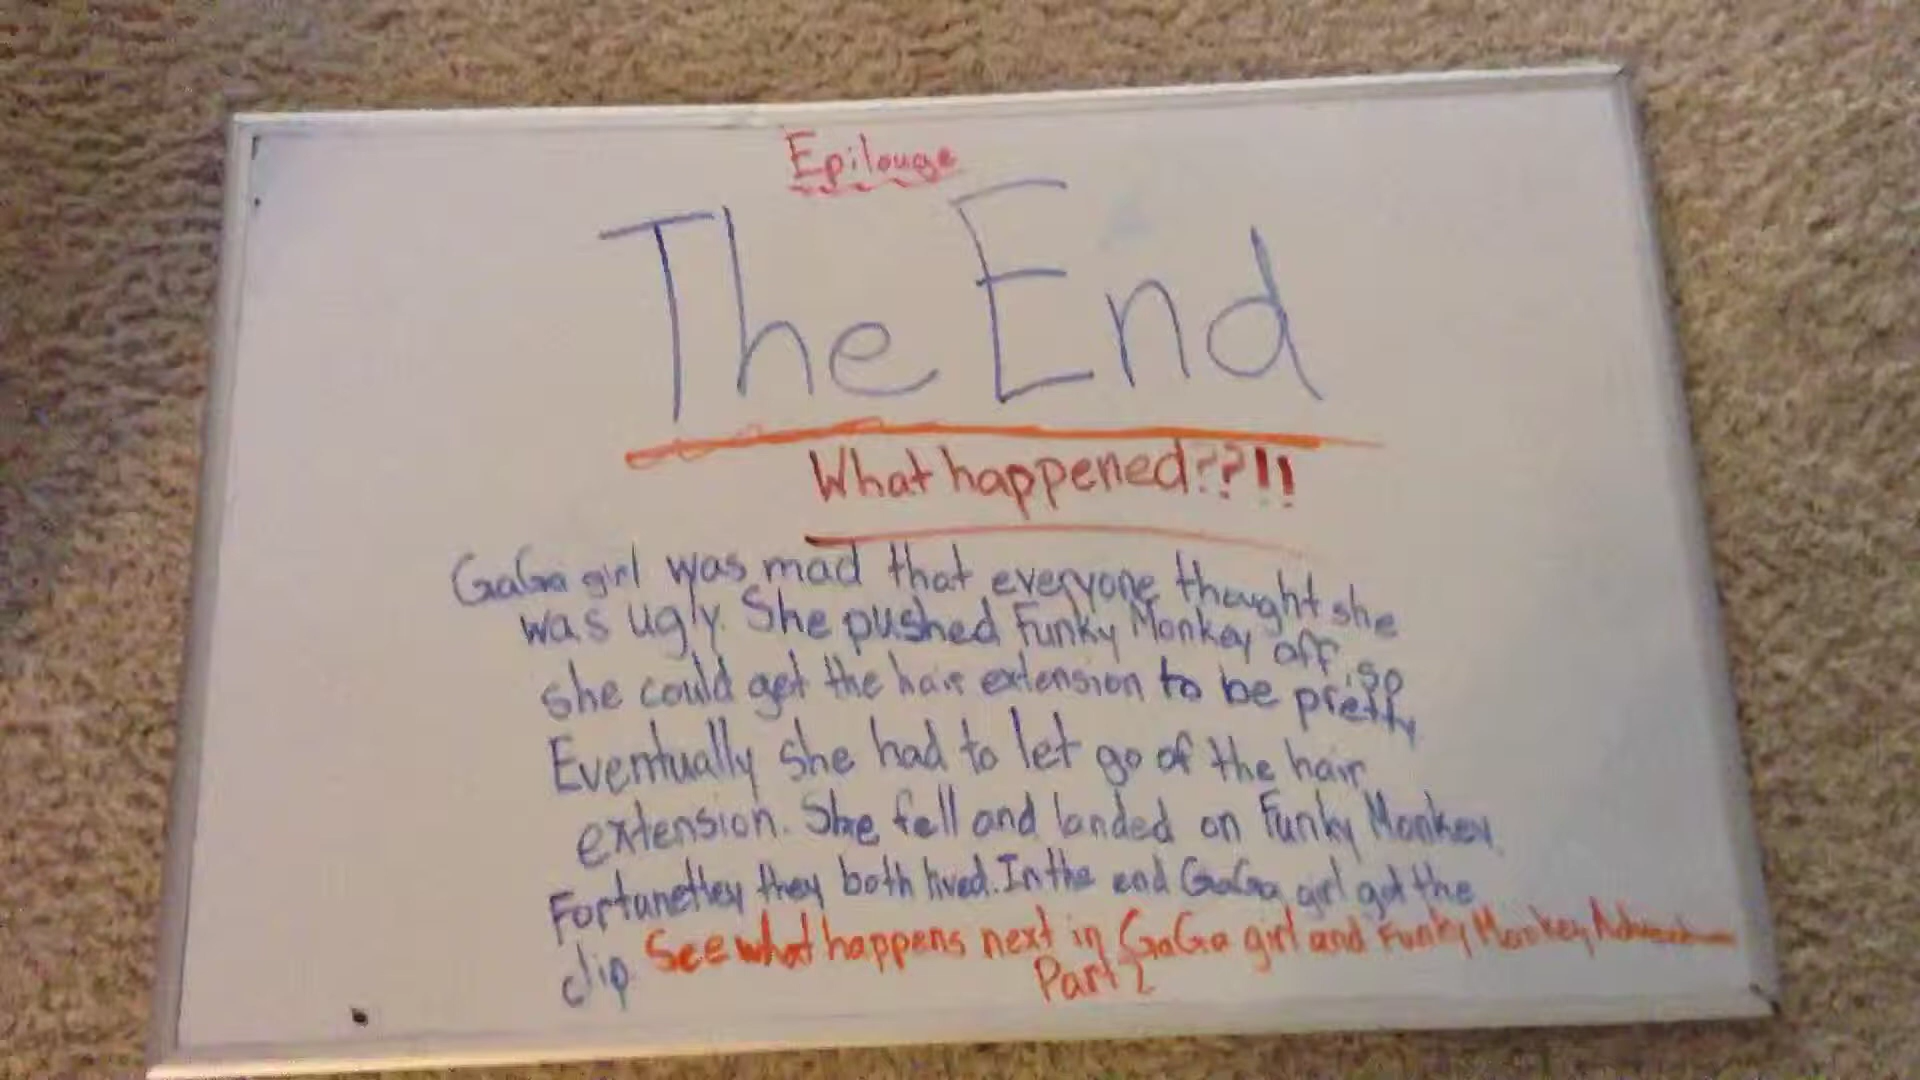 Epilouge
The End
What happened??!!
GaGa girl was mad that everyone thought she
was ugly. She pushed Funky Monkey off so
she could get the hair extension to be pretty
Eventually she had to let go of the hair
extension. She fell and landed on Funky Monkey.
Fortunetley they both lived. In the end GaGa girl got the
clip
See what happens next in GaGa girl and Funky Monkey
Part 2